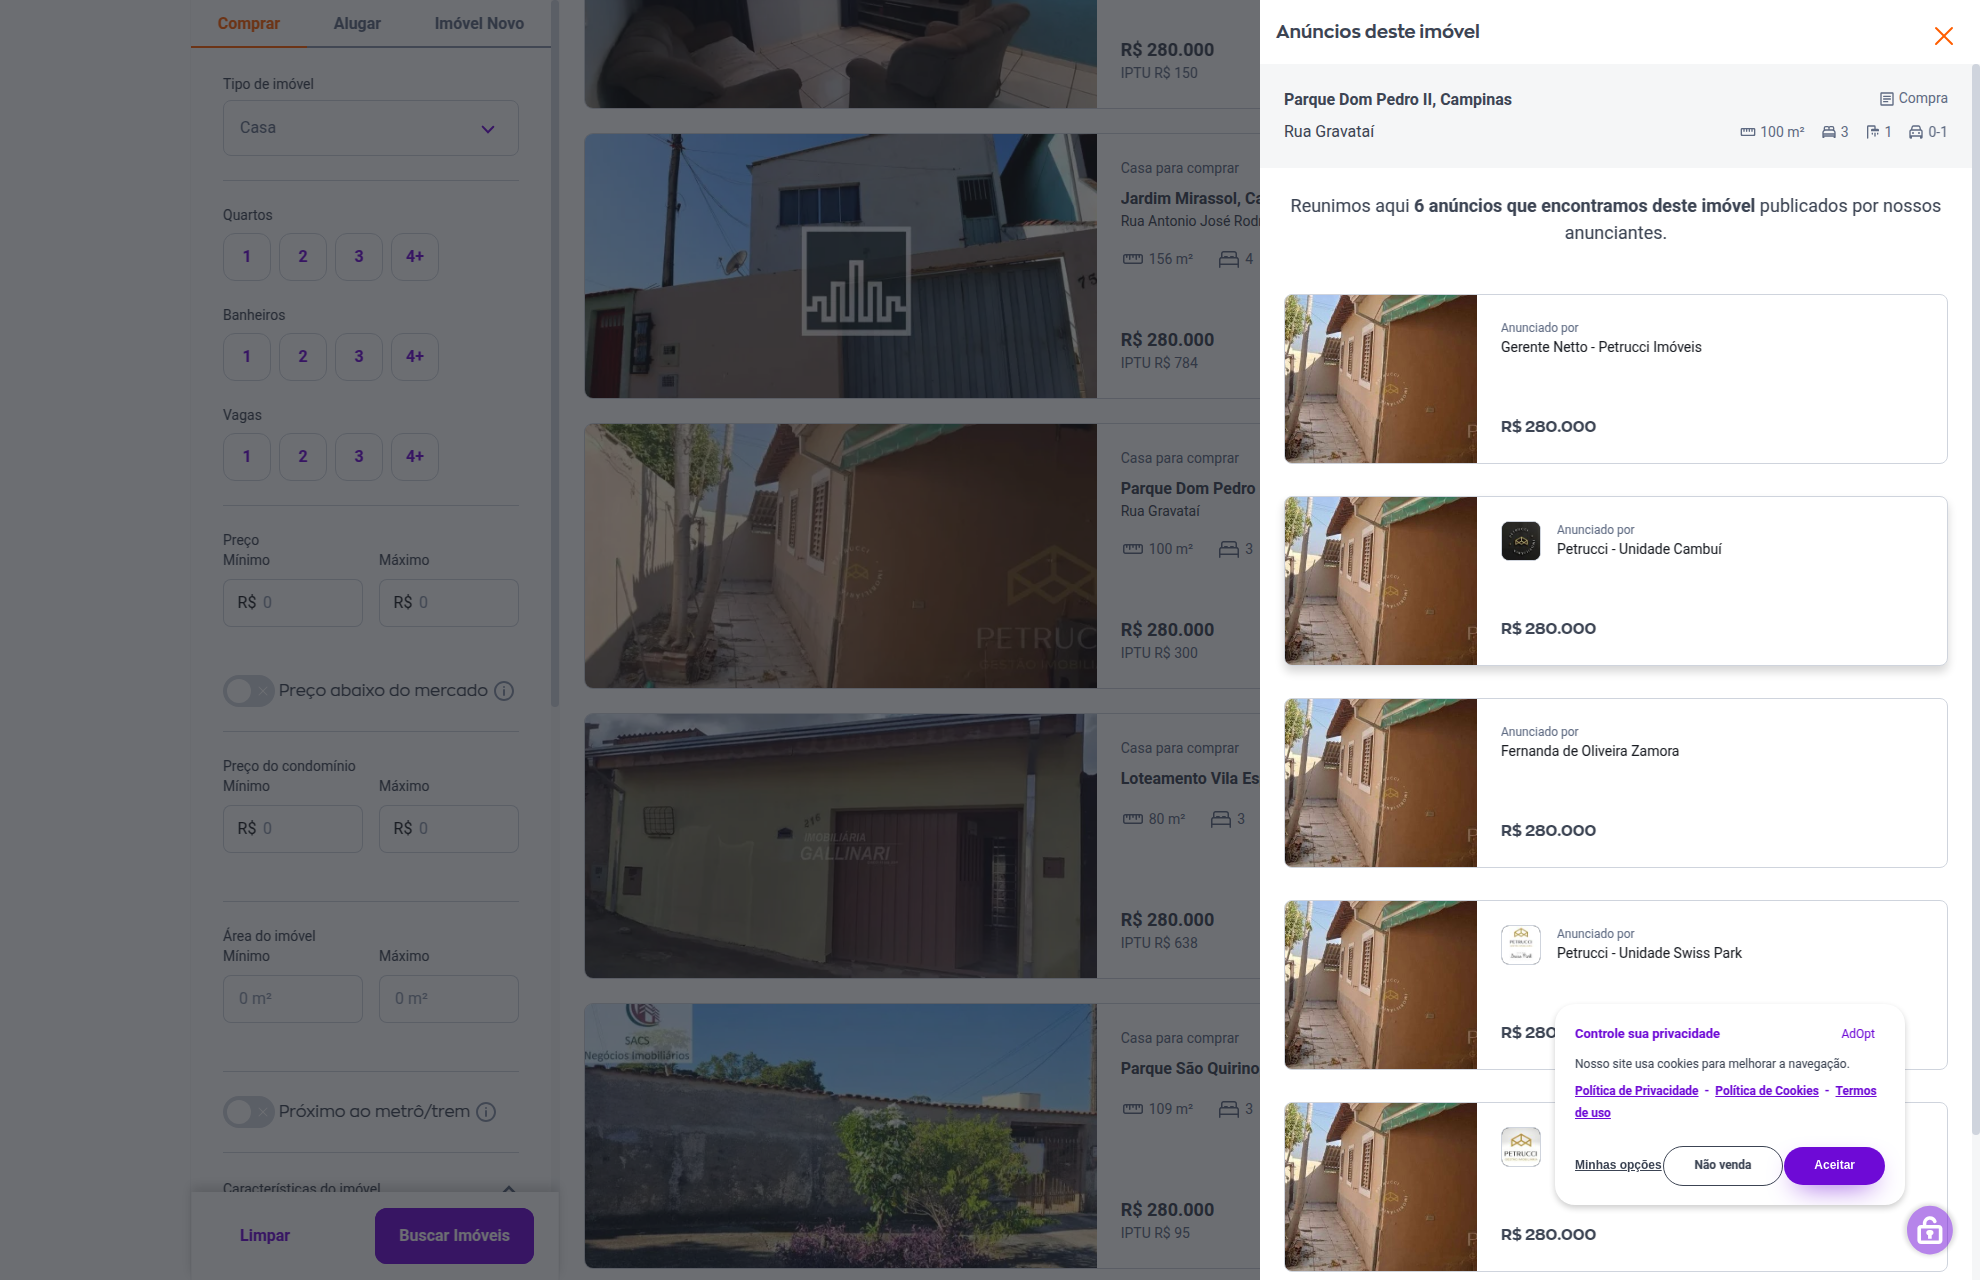 Comprar
Alugar
Imóvel Novo
Tipo de imóvel
Casa
Quartos
1
2
3
4+
Banheiros
1
2
3
4+
Vagas
1
2
3
4+
Preço
Mínimo
Máximo
R$ 0
R$ 0
Preço abaixo do mercado
Preço do condomínio
Mínimo
Máximo
R$ 0
R$ 0
Área do imóvel
Mínimo
Máximo
0 m²
0 m²
Próximo ao metrô/trem
Características do imóvel
Limpar
Buscar Imóveis
R$ 280.000
IPTU R$ 150
Casa para comprar
Jardim Mirassol, Ca
Rua Antonio José Rod
156 m²
4
R$ 280.000
IPTU R$ 784
Casa para comprar
Parque Dom Pedro
Rua Gravataí
100 m²
3
R$ 280.000
IPTU R$ 300
PETRUCC
GESTÃO IMOBILI
Casa para comprar
Loteamento Vila Es
80 m²
3
R$ 280.000
IPTU R$ 638
216
IMOBILIARIA
GALLINARI
SACS
Negócios imobiliários
Casa para comprar
Parque São Quirino
109 m²
3
R$ 280.000
IPTU R$ 95
Anúncios deste imóvel
Parque Dom Pedro II, Campinas
Compra
Rua Gravataí
100 m²
3
1
0-1
Reunimos aqui 6 anúncios que encontramos deste imóvel publicados por nossos
anunciantes.
Anunciado por
Gerente Netto - Petrucci Imóveis
R$ 280.000
Anunciado por
Petrucci - Unidade Cambuí
R$ 280.000
Anunciado por
Fernanda de Oliveira Zamora
R$ 280.000
PETRUCCI
Swiss Park
Anunciado por
Petrucci - Unidade Swiss Park
R$ 280
PETRUCCI
R$ 280.000
Controle sua privacidade
AdOpt
Nosso site usa cookies para melhorar a navegação.
Política de Privacidade - Política de Cookies - Termos
de uso
Minhas opções
Não venda
Aceitar